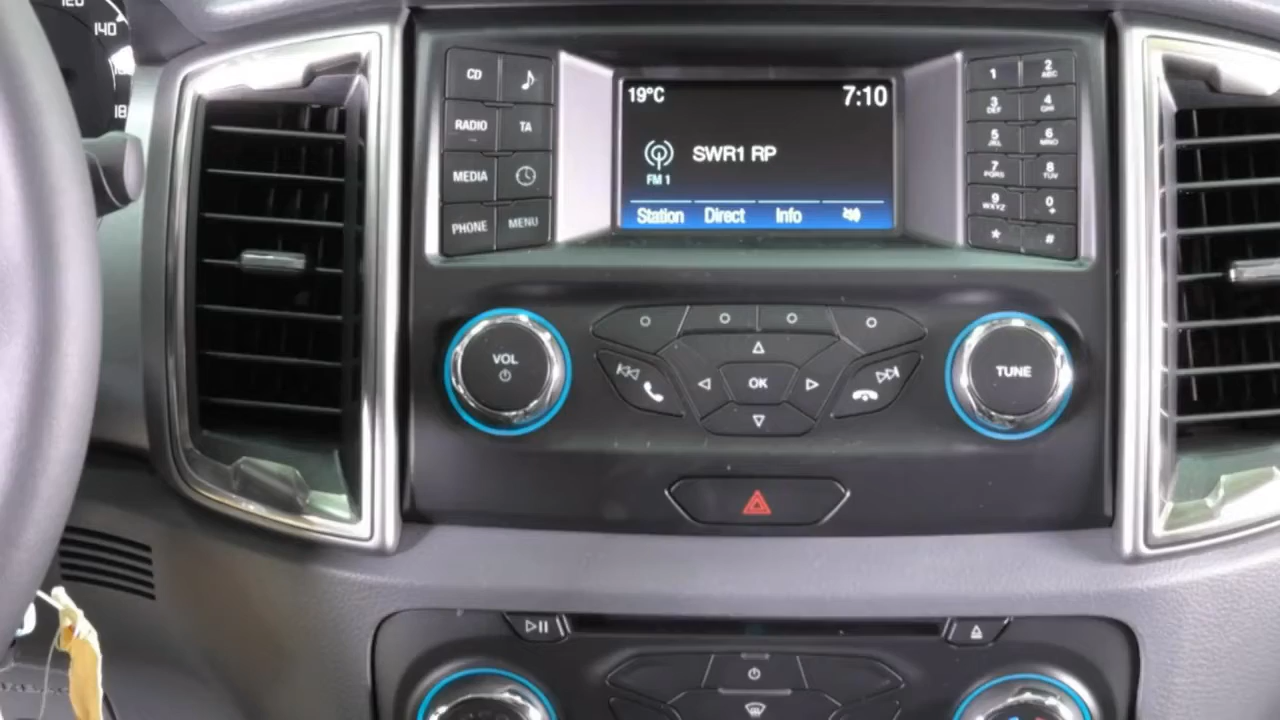 120
140
18
CD
RADIO
TA
MEDIA
PHONE
MENU
19°C
7:10
SWR1 RP
FM 1
Station Direct Info
1
2 ABC
3 DEF
4 GHI
5 JKL
6 MNO
7 PQRS
8 TUV
9 WXYZ
0 +
* #
VOL
OK
TUNE